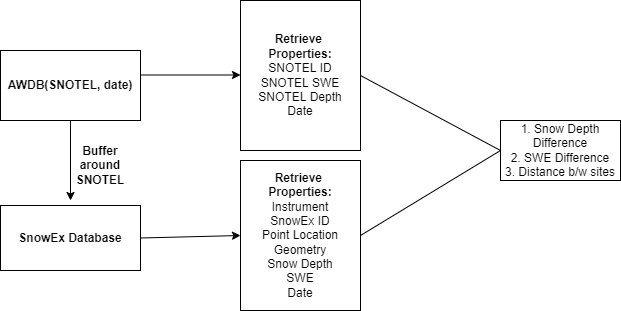 AWDB(SNOTEL, date)
Buffer
around
SNOTEL
SnowEx Database
Retrieve
Properties:
SNOTEL ID
SNOTEL SWE
SNOTEL Depth
Date
Retrieve
Properties:
Instrument
SnowEx ID
Point Location
Geometry
Snow Depth
SWE
Date
1. Snow Depth
Difference
2. SWE Difference
3. Distance b/w sites